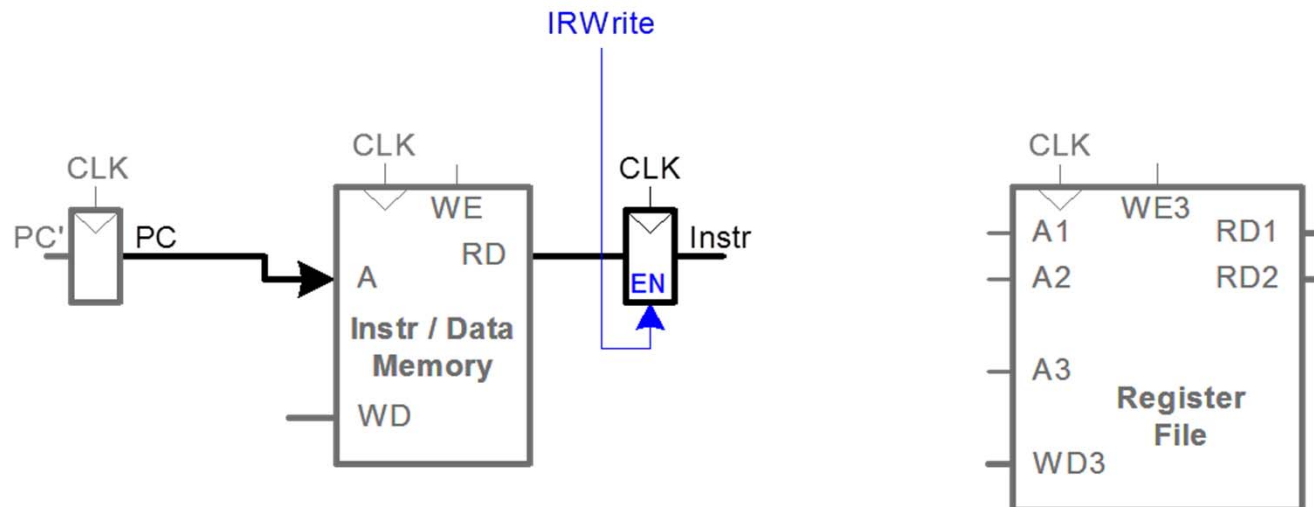 IRWrite
CLK
CLK
CLK
CLK
PC'
PC
WE
RD
A
EN
Instr
Instr / Data
Memory
WD
WE3
A1
RD1
A2
RD2
A3
Register
File
WD3